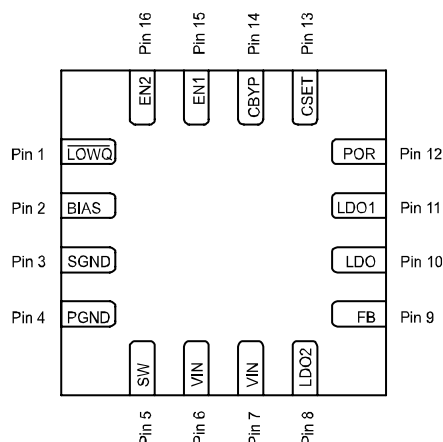 Pin 16 Pin 15 Pin 14 Pin 13
EN2 EN1 CBYP CSET
Pin 1 LOWQ POR Pin 12
Pin 2 BIAS LDO1 Pin 11
Pin 3 SGND LDO Pin 10
Pin 4 PGND FB Pin 9
SW VIN VIN LDO2
Pin 5 Pin 6 Pin 7 Pin 8